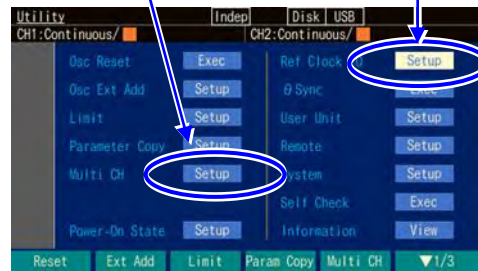 Utility Indep Disk USB
CH1:Continuous/ CH2:Continuous/
Osc Reset Exec Ref Clock Setup
Osc Ext Add Setup θ Sync Exec
Limit Setup User Unit Setup
Parameter Copy Setup Remote Setup
Multi CH Setup System Setup
Self Check Exec
Power-On State Setup Information View
Reset Ext Add Limit Param Copy Multi CH ▼1/3